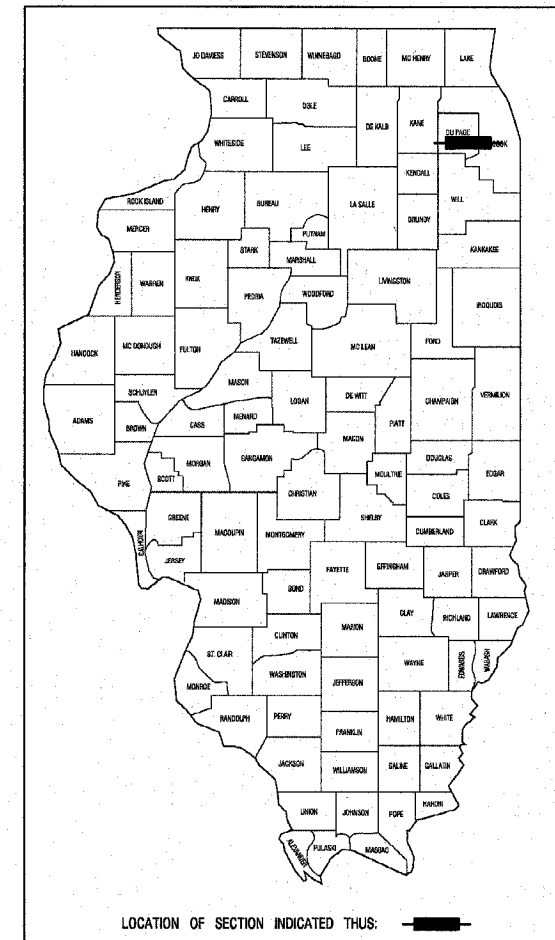 JO DAVIESS STEVENSON WINNEBAGO BOONE MC HENRY LAKE
CARROLL OGLE DE KALB KANE DU PAGE
WHITESIDE LEE KENDALL WILL
ROCK ISLAND HENRY BUREAU LA SALLE GRUNDY
MERCER PUTNAM KANKAKEE
STARK MARSHALL LIVINGSTON
HENDERSON WARREN KNOX PEORIA WOODFORD IROQUOIS
HANCOCK MC DONOUGH FULTON TAZEWELL MC LEAN FORD
SCHUYLER MASON LOGAN DE WITT CHAMPAIGN VERMILION
ADAMS BROWN CASS MENARD MACON PIATT
MORGAN SANGAMON DOUGLAS EDGAR
PIKE SCOTT CHRISTIAN MOULTRIE COLES
GREENE MACOUPIN MONTGOMERY SHELBY CUMBERLAND CLARK
CALHOUN JERSEY FAYETTE EFFINGHAM JASPER CRAWFORD
MADISON BOND CLAY RICHLAND LAWRENCE
CLINTON MARION
ST. CLAIR WASHINGTON WAYNE EDWARDS WABASH
MONROE JEFFERSON
RANDOLPH PERRY FRANKLIN HAMILTON WHITE
JACKSON WILLIAMSON SALINE GALLATIN
UNION JOHNSON POPE HARDIN
ALEXANDER PULASKI MASSAC
LOCATION OF SECTION INDICATED THUS: